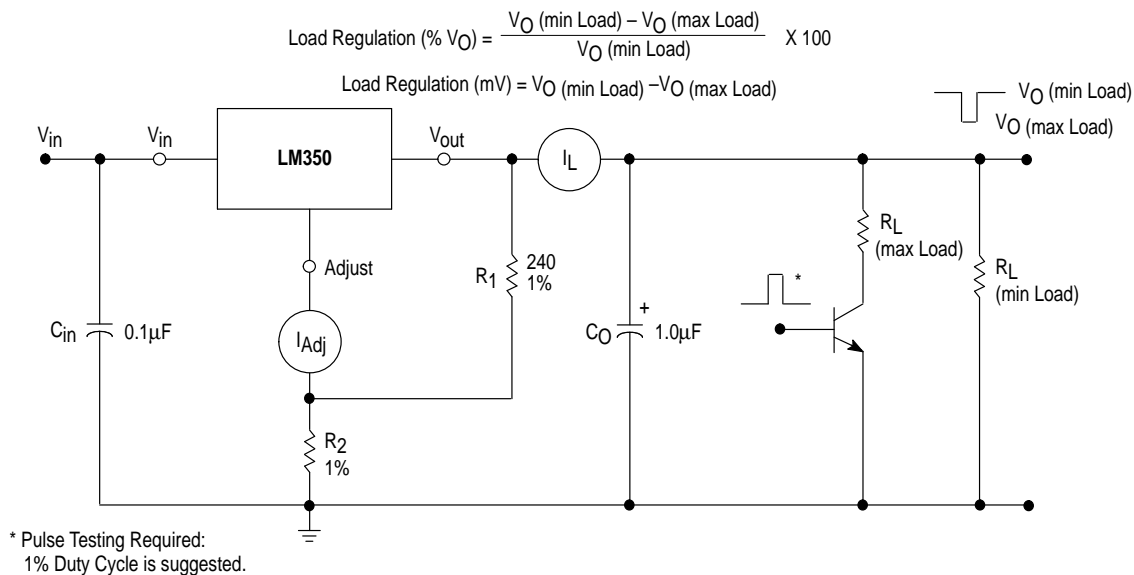 Load Regulation (% VO) = VO (min Load) – VO (max Load) / VO (min Load) X 100
Load Regulation (mV) = VO (min Load) –VO (max Load)
VO (min Load)
VO (max Load)
Vin
Vin
LM350
Vout
IL
RL
(max Load)
RL
(min Load)
Adjust
R1
240
1%
*
Cin
0.1μF
IAdj
+
CO
1.0μF
R2
1%
* Pulse Testing Required:
1% Duty Cycle is suggested.